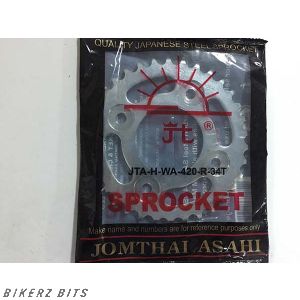 QUALITY JAPANESE STEEL SPROCKET
JT
®
JTA-H-WA-420-R-34T
SPROCKET
Make name and numbers are for reference purposes only
JOMTHAI ASAHI
BIKERZ BITS